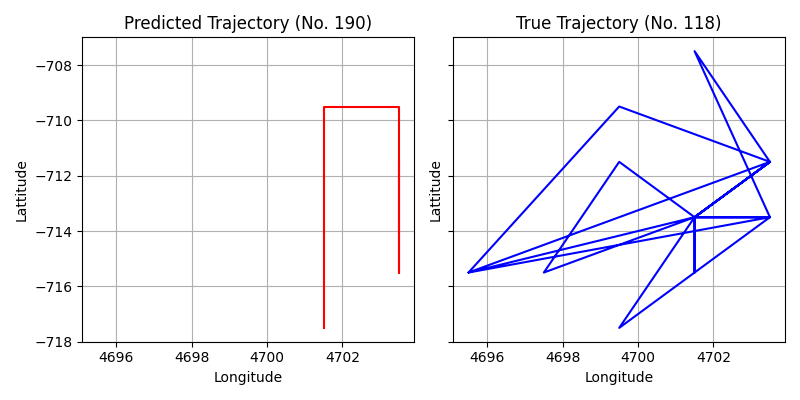 Predicted Trajectory (No. 190)
True Trajectory (No. 118)
−708
−710
−712
−714
−716
−718
Lattitude
Lattitude
4696 4698 4700 4702
4696 4698 4700 4702
Longitude
Longitude